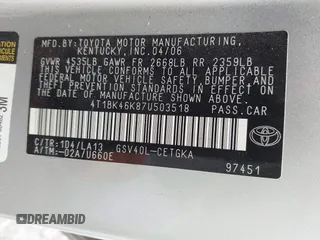 MFD.BY:TOYOTA MOTOR MANUFACTURING,
KENTUCKY,INC. 04/06
GVWR 4535LB GAWR FR 2668LB RR 2359LB
THIS VEHICLE CONFORMS TO ALL APPLICABLE
FEDERAL MOTOR VEHICLE SAFETY, BUMPER, AND
THEFT PREVENTION STANDARDS IN EFFECT ON
THE DATE OF MANUFACTURE SHOWN ABOVE.
4T1BK46K87U503518
PASS.CAR
C/TR:1D4/LA13 GSV40L-CETGKA
A/TM:-02A/U660E
TOYOTA
97451
3M
DREAMBID